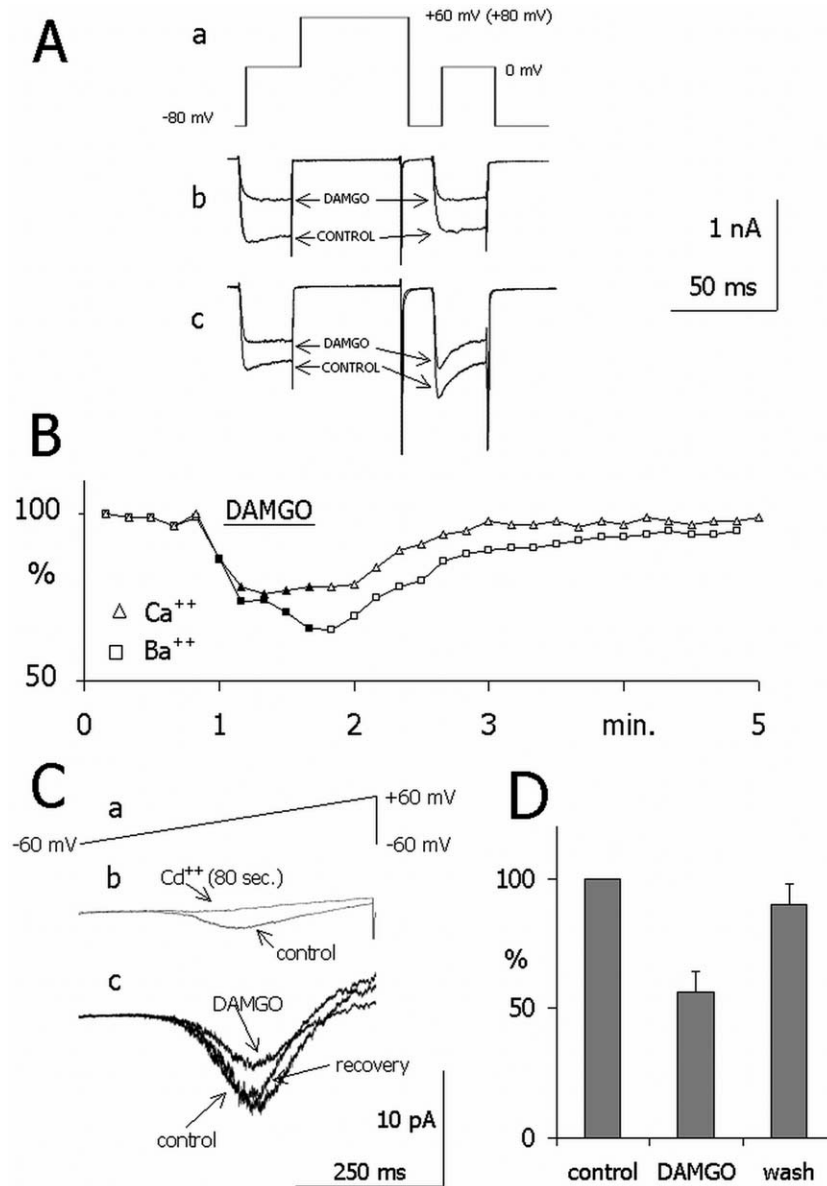 A
a
+60 mV (+80 mV)
0 mV
-80 mV
b
DAMGO
CONTROL
1 nA
50 ms
c
DAMGO
CONTROL
B
100
DAMGO
%
Ca++
Ba++
50
0 1 2 3 min. 5
C
a
+60 mV
-60 mV
-60 mV
b
Cd++ (80 sec.)
control
c
DAMGO
recovery
control
10 pA
250 ms
D
100
%
50
0
control DAMGO wash